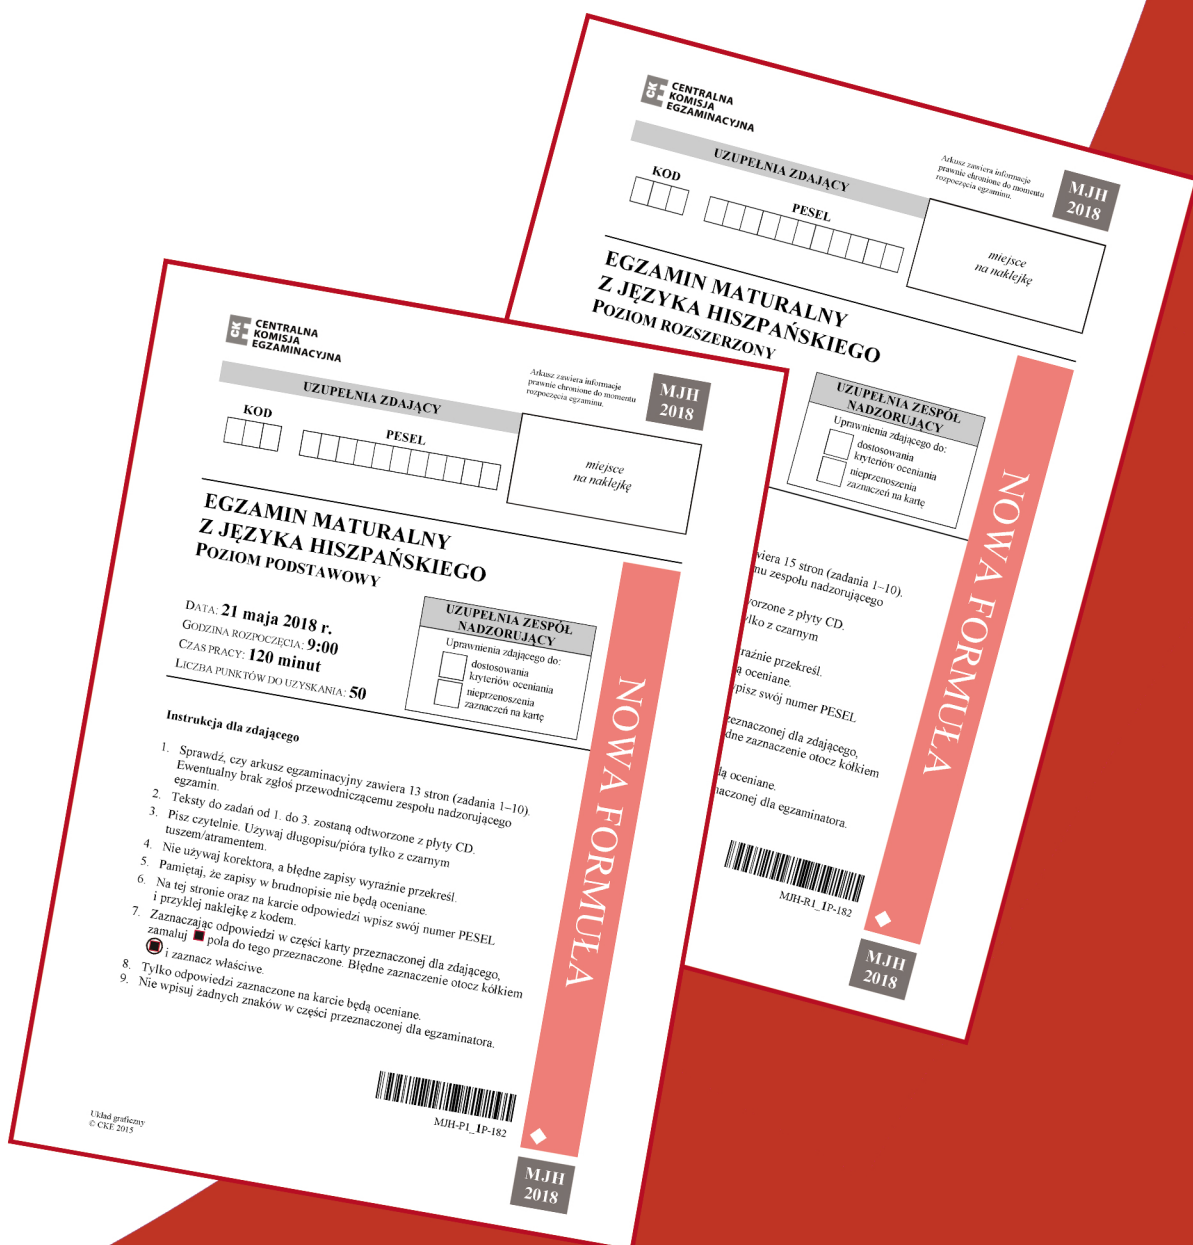 CK
CENTRALNA
KOMISJA
EGZAMINACYJNA
UZUPEŁNIA ZDAJĄCY
Arkusz zawiera informacje
prawnie chronione do momentu
rozpoczęcia egzaminu.
MJH
2018
KOD
PESEL
miejsce
na naklejkę
EGZAMIN MATURALNY
Z JĘZYKA HISZPAŃSKIEGO
POZIOM ROZSZERZONY
UZUPEŁNIA ZESPÓŁ
NADZORUJĄCY
Uprawnienia zdającego do:
dostosowania
kryteriów oceniania
nieprzenoszenia
zaznaczeń na kartę
NOWA FORMUŁA
wiera 15 stron (zadania 1–10).
mu zespołu nadzorującego
worzone z płyty CD.
ylko z czarnym
raźnie przekreśl.
ą oceniane.
pisz swój numer PESEL
zeznaczonej dla zdającego,
dne zaznaczenie otocz kółkiem
dą oceniane.
naczonej dla egzaminatora.
MJH-R1_1P-182
MJH
2018
CK
CENTRALNA
KOMISJA
EGZAMINACYJNA
UZUPEŁNIA ZDAJĄCY
Arkusz zawiera informacje
prawnie chronione do momentu
rozpoczęcia egzaminu.
MJH
2018
KOD
PESEL
miejsce
na naklejkę
EGZAMIN MATURALNY
Z JĘZYKA HISZPAŃSKIEGO
POZIOM PODSTAWOWY
DATA: 21 maja 2018 r.
GODZINA ROZPOCZĘCIA: 9:00
CZAS PRACY: 120 minut
LICZBA PUNKTÓW DO UZYSKANIA: 50
UZUPEŁNIA ZESPÓŁ
NADZORUJĄCY
Uprawnienia zdającego do:
dostosowania
kryteriów oceniania
nieprzenoszenia
zaznaczeń na kartę
NOWA FORMUŁA
Instrukcja dla zdającego
1. Sprawdź, czy arkusz egzaminacyjny zawiera 13 stron (zadania 1–10).
Ewentualny brak zgłoś przewodniczącemu zespołu nadzorującego
egzamin.
2. Teksty do zadań od 1. do 3. zostaną odtworzone z płyty CD.
3. Pisz czytelnie. Używaj długopisu/pióra tylko z czarnym
tuszem/atramentem.
4. Nie używaj korektora, a błędne zapisy wyraźnie przekreśl.
5. Pamiętaj, że zapisy w brudnopisie nie będą oceniane.
6. Na tej stronie oraz na karcie odpowiedzi wpisz swój numer PESEL
i przyklej naklejkę z kodem.
7. Zaznaczając odpowiedzi w części karty przeznaczonej dla zdającego,
zamaluj pola do tego przeznaczone. Błędne zaznaczenie otocz kółkiem
i zaznacz właściwe.
8. Tylko odpowiedzi zaznaczone na karcie będą oceniane.
9. Nie wpisuj żadnych znaków w części przeznaczonej dla egzaminatora.
MJH-P1_1P-182
Układ graficzny
© CKE 2015
MJH
2018